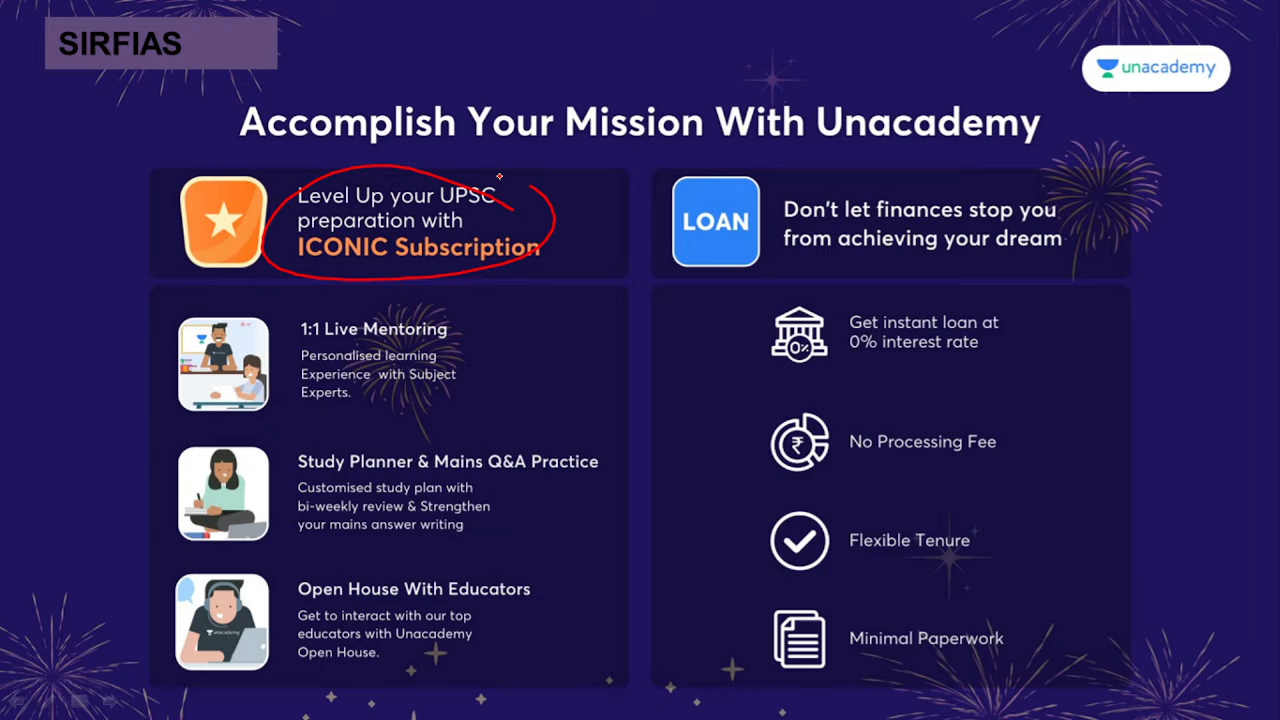 SIRFIAS
unacademy
Accomplish Your Mission With Unacademy
Level Up your UPSC
preparation with
ICONIC Subscription
1:1 Live Mentoring
Personalised learning
Experience with Subject
Experts.
Study Planner & Mains Q&A Practice
Customised study plan with
bi-weekly review & Strengthen
your mains answer writing
unacademy
Open House With Educators
Get to interact with our top
educators with Unacademy
Open House.
LOAN
Don't let finances stop you
from achieving your dream
0%
Get instant loan at
0% interest rate
₹
No Processing Fee
Flexible Tenure
Minimal Paperwork